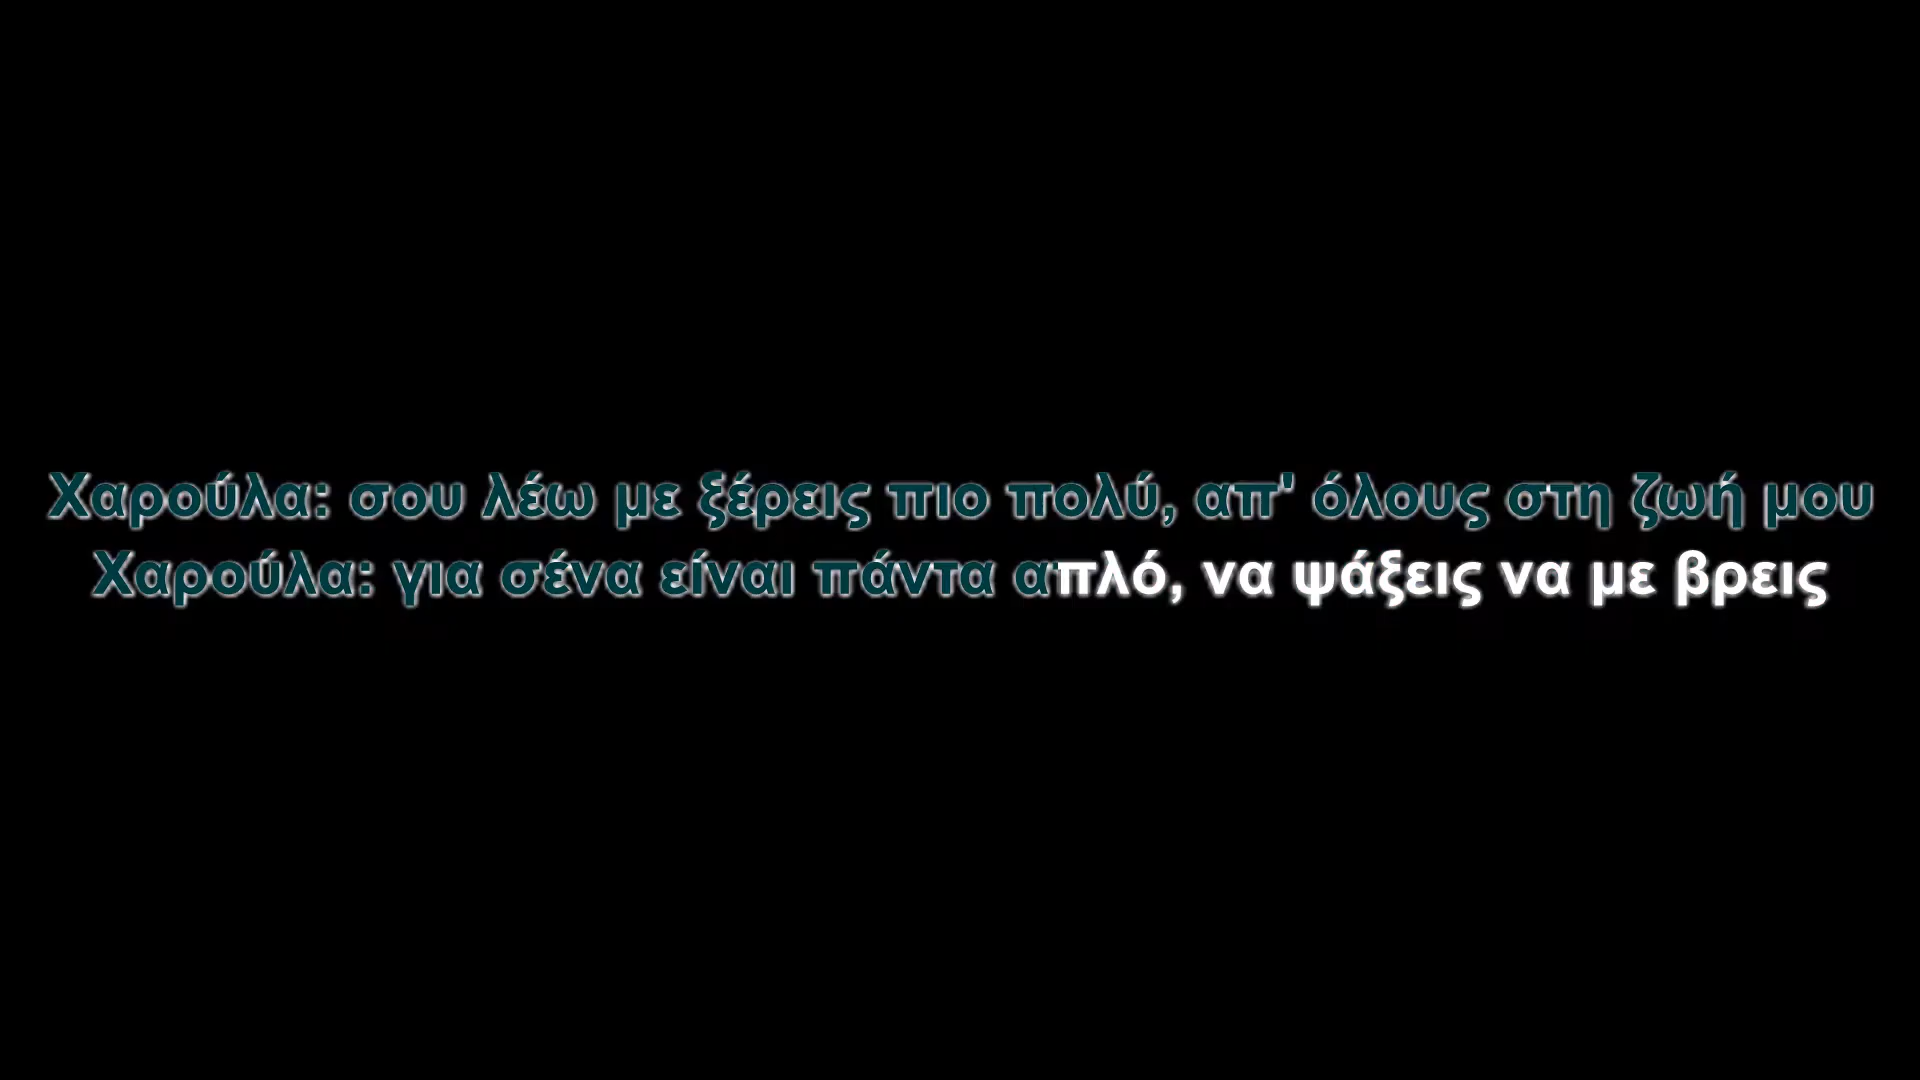 Χαρούλα: σου λέω με ξέρεις πιο πολύ, απ' όλους στη ζωή μου
Χαρούλα: για σένα είναι πάντα απλό, να ψάξεις να με βρεις